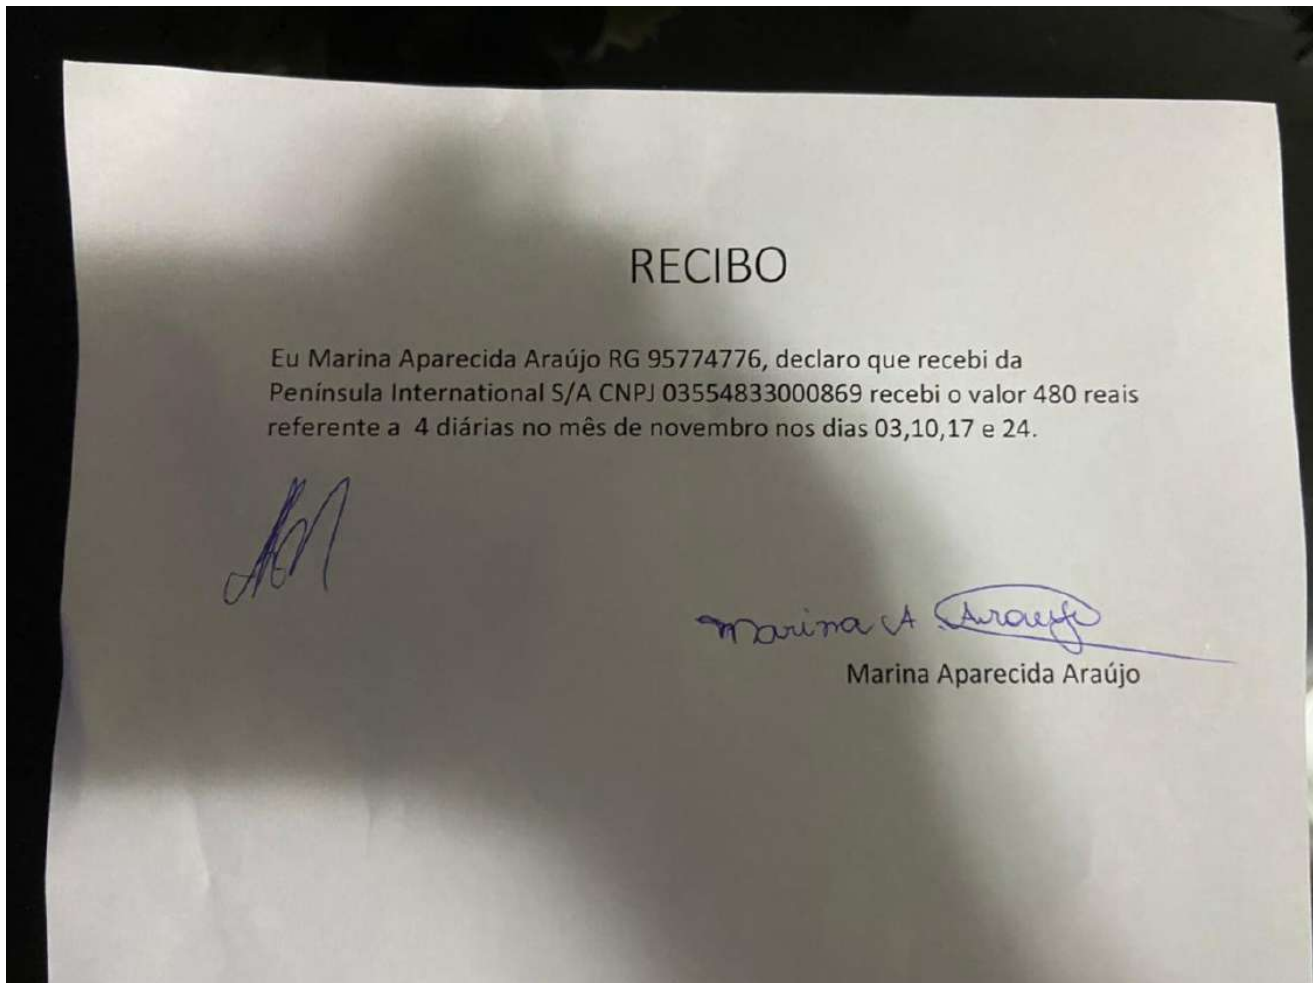 RECIBO
Eu Marina Aparecida Araújo RG 95774776, declaro que recebi da
Península International S/A CNPJ 03554833000869 recebi o valor 480 reais
referente a 4 diárias no mês de novembro nos dias 03,10,17 e 24.
Marina A Araujo
Marina Aparecida Araújo